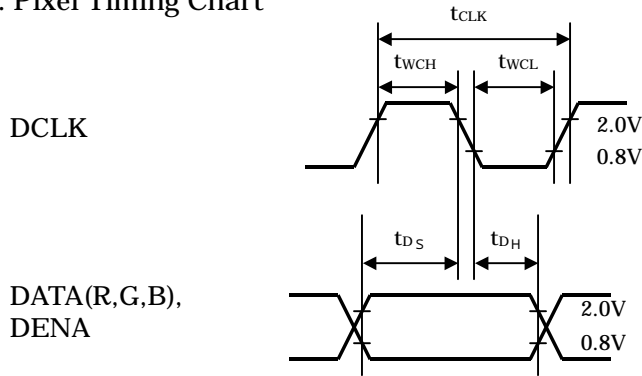 . Pixel Timing Chart
tCLK
tWCH tWCL
DCLK
2.0V
0.8V
tDS tDH
DATA(R,G,B),
DENA
2.0V
0.8V